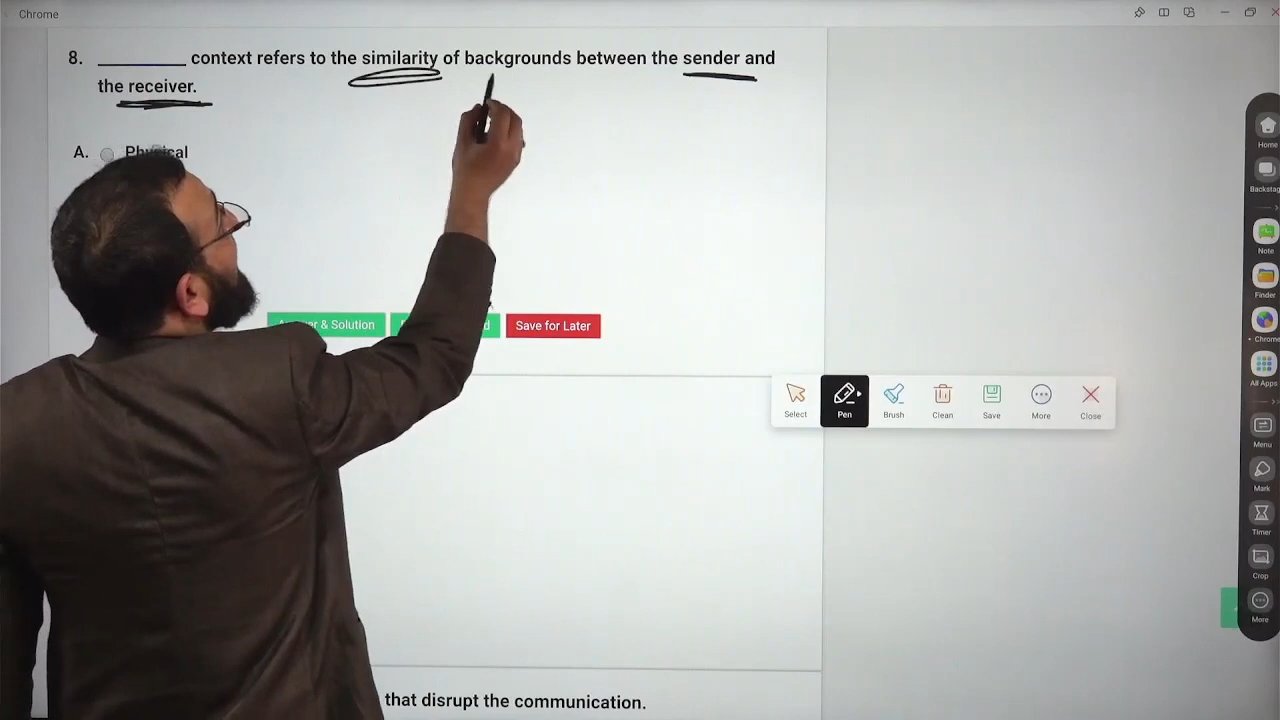 Chrome
8. ________ context refers to the similarity of backgrounds between the sender and
the receiver.
A. Physical
& Solution
Save for Later
Select
Pen
Brush
Clean
Save
More
Close
Home
Note
Finder
Chrome
All Apps
Menu
Mark
Timer
Crop
More
that disrupt the communication.